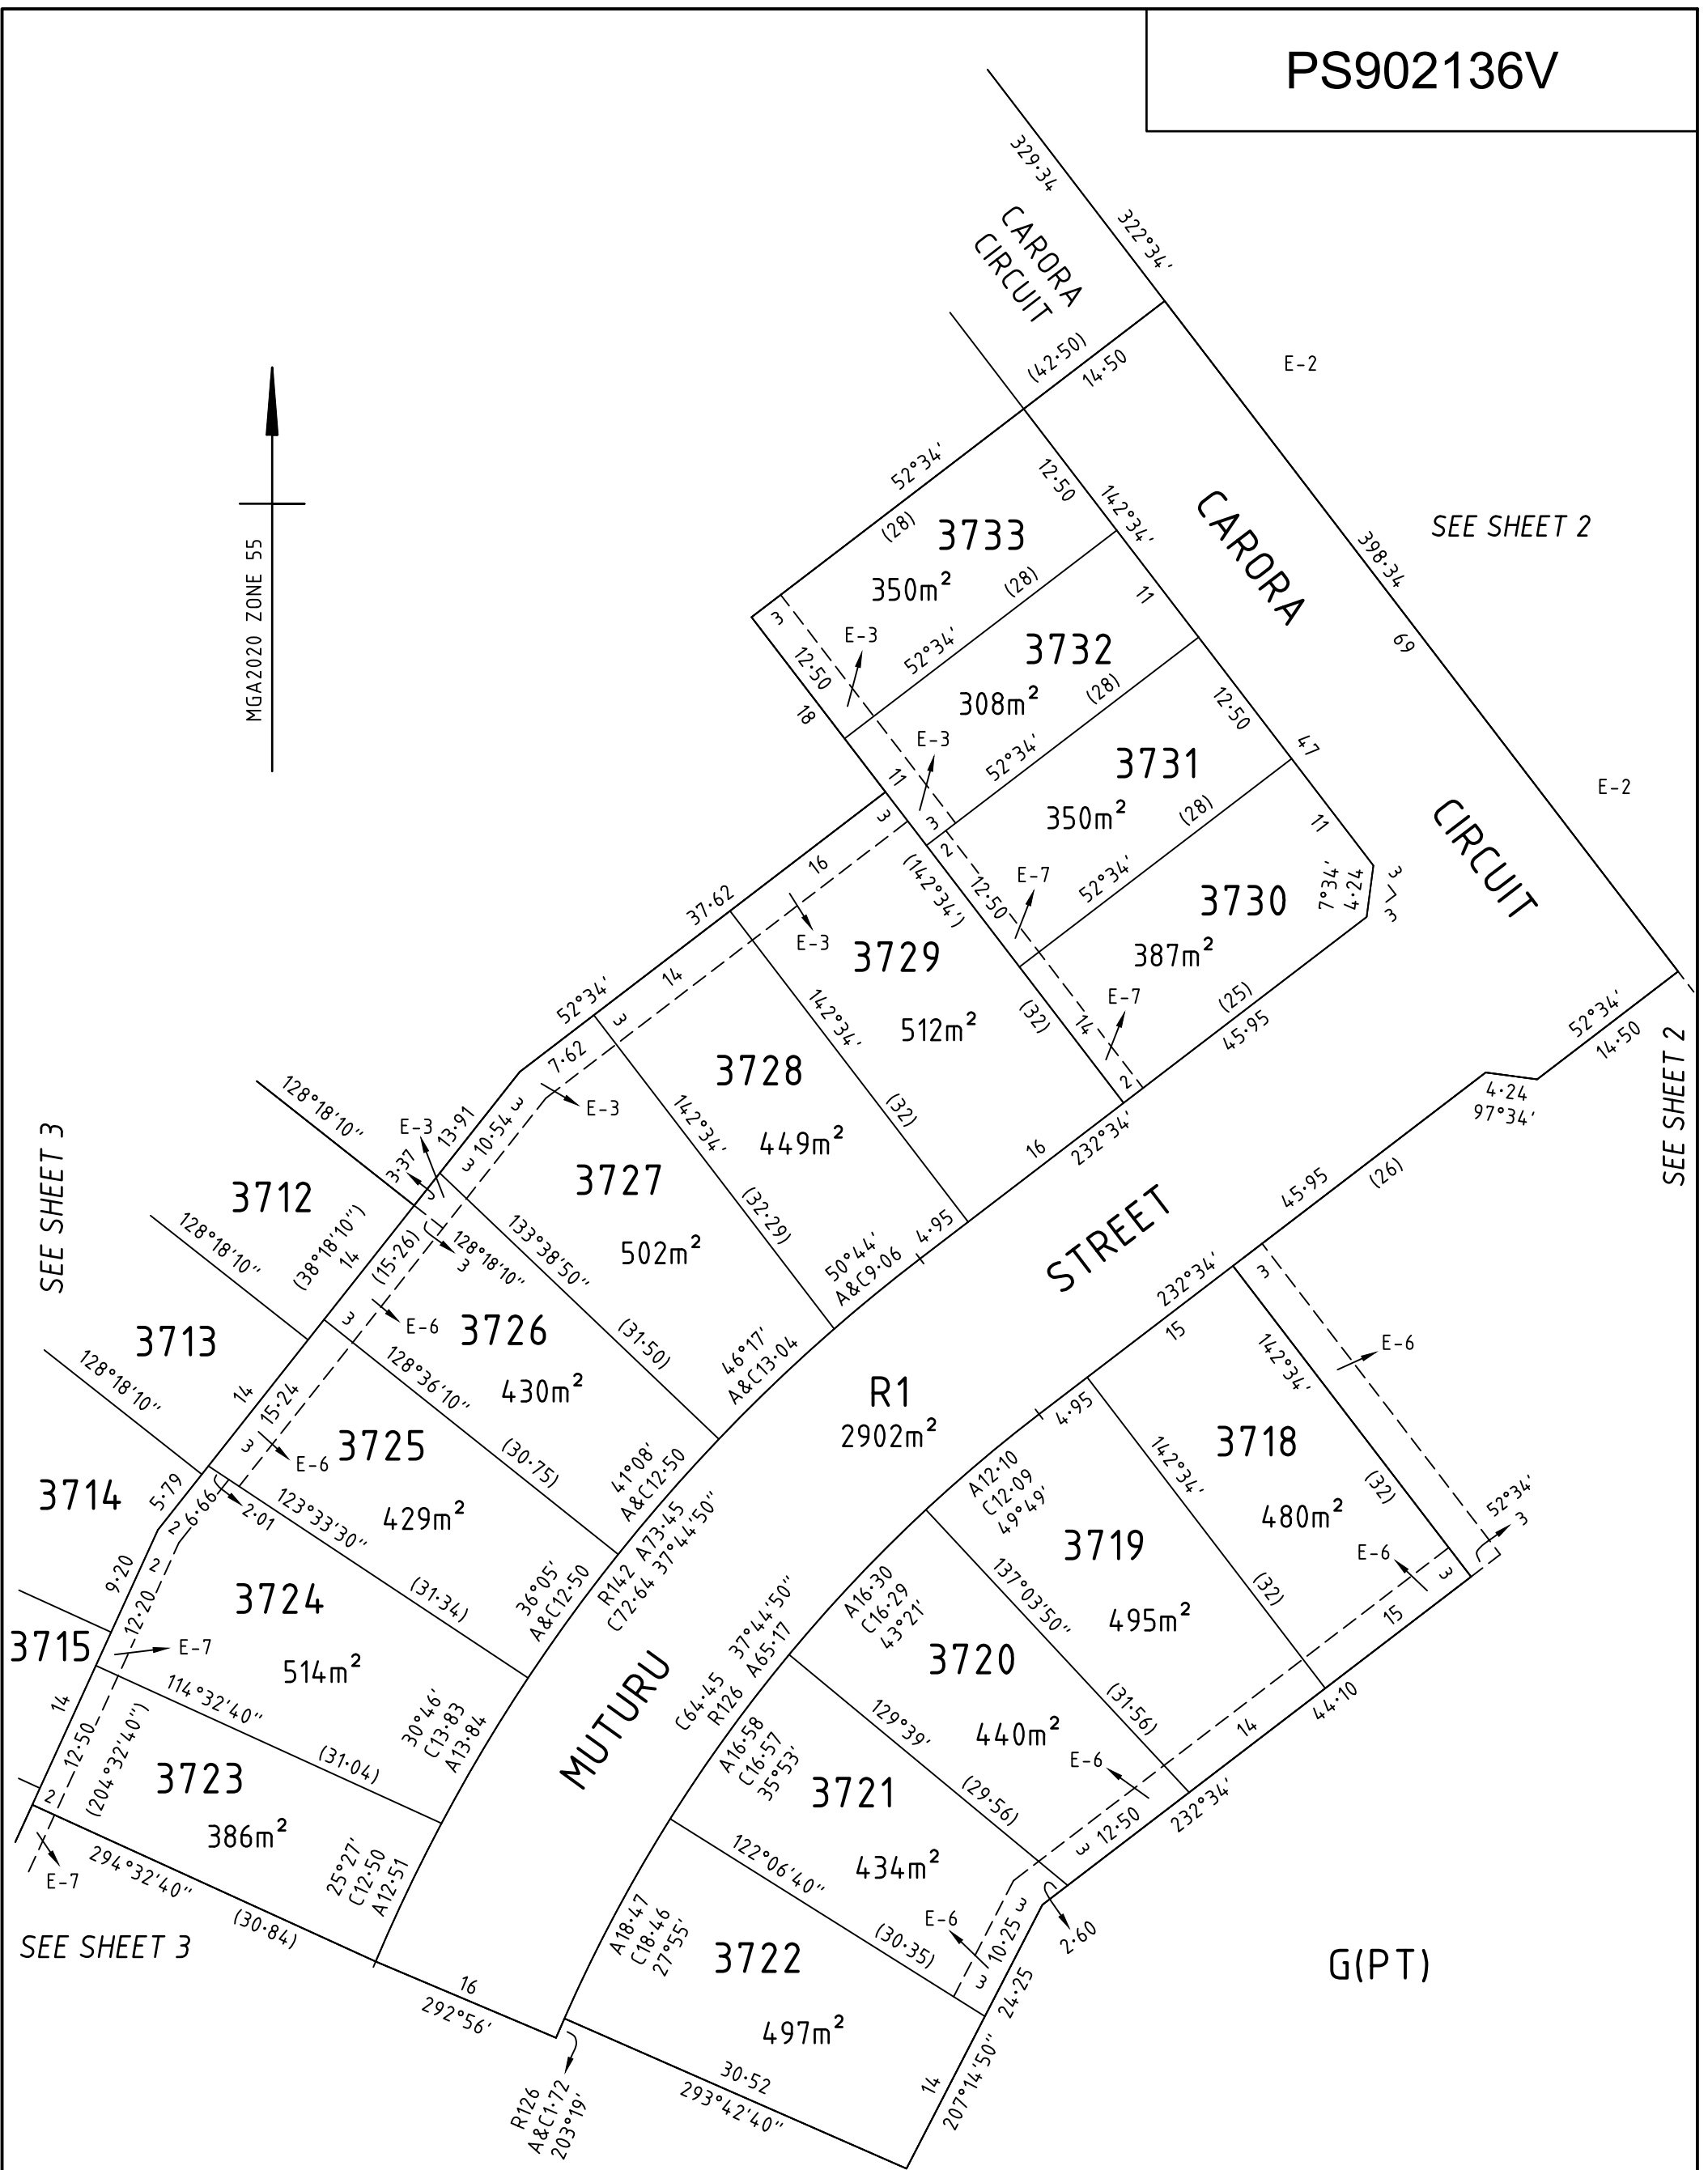 PS902136V
329·34
322°34'
CARORA
CIRCUIT
(42·50)
14·50
E-2
MGA2020 ZONE 55
52°34'
(28)
3733
350m²
12·50
142°34'
CARORA
SEE SHEET 2
398·34
69
3
12·50
E-3
(28)
52°34'
11
3732
308m²
(28)
18
E-3
11
52°34'
12·50
47
3731
350m²
(28)
E-2
3
3
2
16
37·62
(142°34')
12·50
E-7
52°34'
11
CIRCUIT
3730
387m²
7°34'
4·24
3
3
E-3
3729
512m²
14
52°34'
3
7·62
142°34'
(32)
14
E-7
2
(25)
45·95
52°34'
14·50
4·24
97°34'
SEE SHEET 2
3728
449m²
142°34'
(32)
(32·29)
16
232°34'
E-3
128°18'10"
E-3
13·91
10·54
3
3
3·37
3727
502m²
SEE SHEET 3
3712
128°18'10"
(38°18'10")
14
(15·26)
3
128°18'10"
133°38'50"
(31·50)
50°44'
A&C9·06
4·95
STREET
45·95
(26)
232°34'
3
3713
128°18'10"
3
E-6
3726
430m²
128°36'10"
46°17'
A&C13·04
15
142°34'
E-6
14
15·24
3
E-6
3725
429m²
(30·75)
R1
2902m²
4·95
3718
480m²
142°34'
(32)
3714
5·79
6·66
2
2·01
123°33'30"
41°08'
A&C12·50
A12·10
C12·09
49°49'
52°34'
3
E-6
3
9·20
2
12·20
3724
514m²
(31·34)
36°05'
A&C12·50
R142 A73·45
C72·64 37°44'50"
3719
495m²
137°03'50"
(32)
15
3715
E-7
A16·30
C16·29
43°21'
3720
440m²
C64·45 37°44'50"
R126 A65·17
14
114°32'40"
12·50
(204°32'40")
30°46'
C13·83
A13·84
MUTURU
129°39'
(31·56)
14
44·10
3723
386m²
(31·04)
2
A16·58
C16·57
35°53'
3721
434m²
(29·56)
E-6
12·50
232°34'
3
E-7
294°32'40"
25°27'
C12·50
A12·51
(30·84)
122°06'40"
3
E-6
10·25
3
2·60
SEE SHEET 3
A18·47
C18·46
27°55'
3722
497m²
(30·35)
24·25
G(PT)
16
292°56'
R126
A&C1·72
203°19'
30·52
293°42'40"
14
207°14'50"